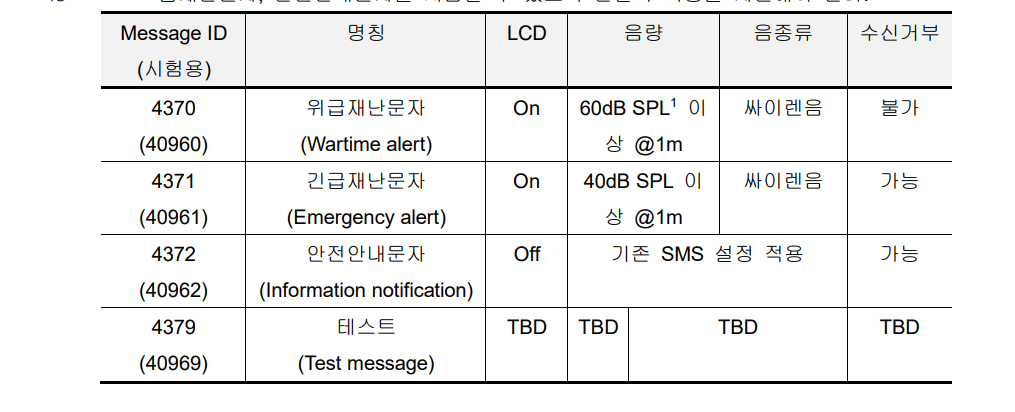 Message ID 명칭 LCD 음량 음종류 수신거부
(시험용)
4370 위급재난문자 On 60dB SPL1 이 싸이렌음 불가
(40960) (Wartime alert) 상 @1m
4371 긴급재난문자 On 40dB SPL 이 싸이렌음 가능
(40961) (Emergency alert) 상 @1m
4372 안전안내문자 Off 기존 SMS 설정 적용 가능
(40962) (Information notification)
4379 테스트 TBD TBD TBD TBD
(40969) (Test message)